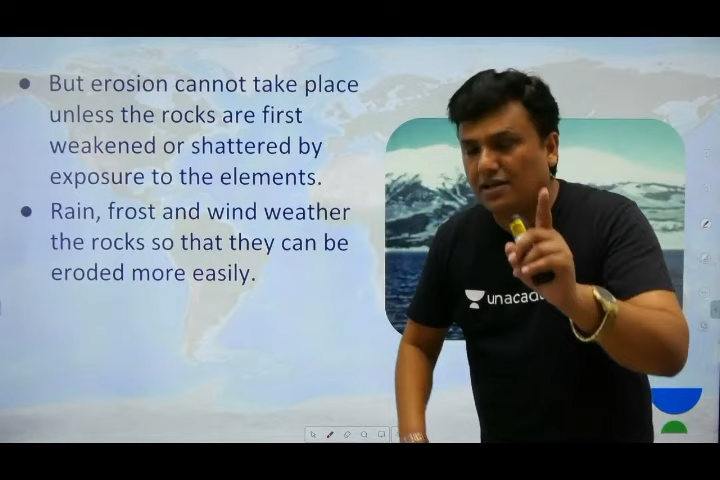 ● But erosion cannot take place
unless the rocks are first
weakened or shattered by
exposure to the elements.
● Rain, frost and wind weather
the rocks so that they can be
eroded more easily.